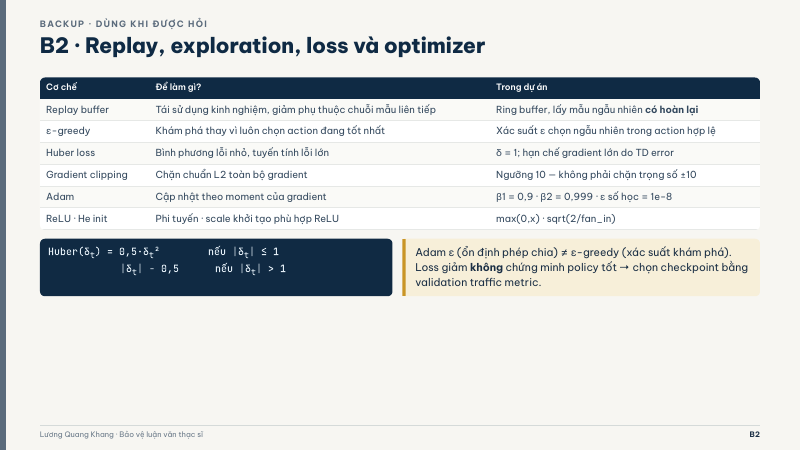 BACKUP · DÙNG KHI ĐƯỢC HỎI
B2 · Replay, exploration, loss và optimizer
Cơ chế Để làm gì? Trong dự án
Replay buffer Tái sử dụng kinh nghiệm, giảm phụ thuộc chuỗi mẫu liên tiếp Ring buffer, lấy mẫu ngẫu nhiên có hoàn lại
ε-greedy Khám phá thay vì luôn chọn action đang tốt nhất Xác suất ε chọn ngẫu nhiên trong action hợp lệ
Huber loss Bình phương lỗi nhỏ, tuyến tính lỗi lớn δ = 1; hạn chế gradient lớn do TD error
Gradient clipping Chặn chuẩn L2 toàn bộ gradient Ngưỡng 10 — không phải chặn trọng số ±10
Adam Cập nhật theo moment của gradient β1 = 0,9 · β2 = 0,999 · ε số học = 1e-8
ReLU · He init Phi tuyến · scale khởi tạo phù hợp ReLU max(0,x) · sqrt(2/fan_in)
Huber(δₜ) = 0,5·δₜ² nếu |δₜ| ≤ 1
|δₜ| - 0,5 nếu |δₜ| > 1
Adam ε (ổn định phép chia) ≠ ε-greedy (xác suất khám phá).
Loss giảm không chứng minh policy tốt → chọn checkpoint bằng
validation traffic metric.
Lương Quang Khang · Bảo vệ luận văn thạc sĩ B2